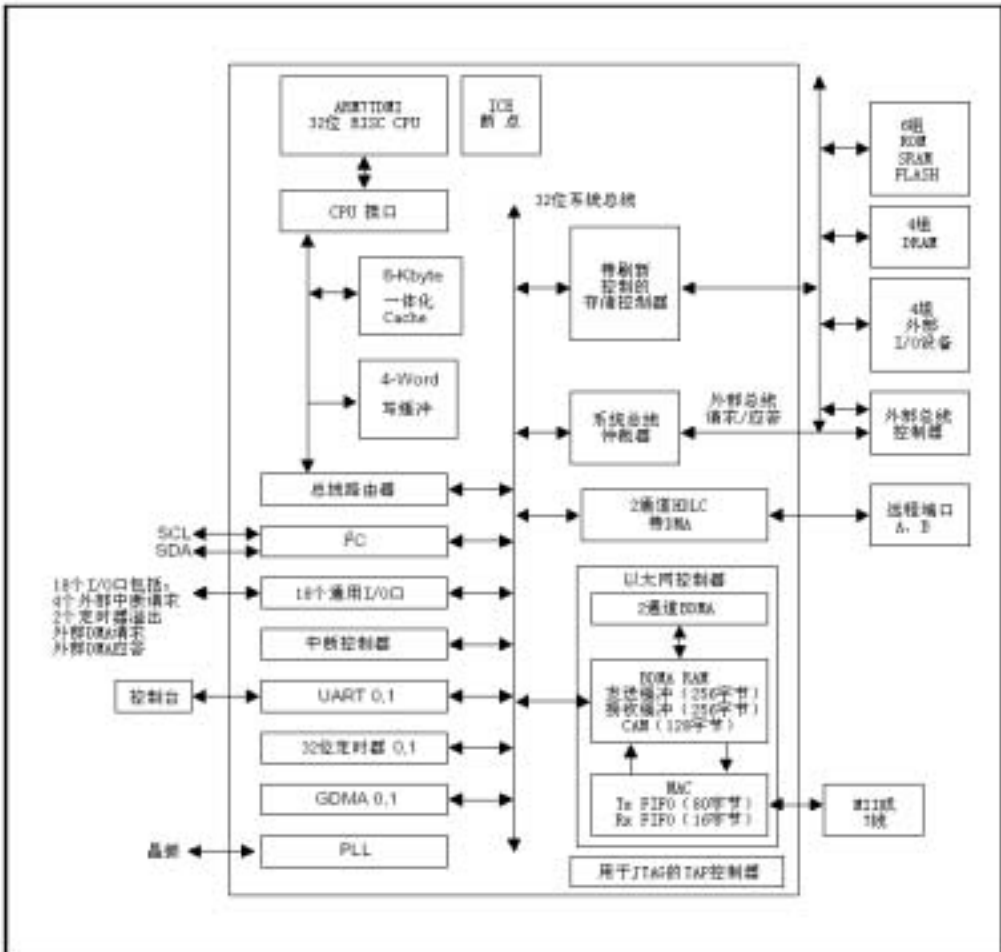 ARM7TDMI
32位 RISC CPU
ICE
断 点
CPU 接口
8-Kbyte
一体化
Cache
4-Word
写缓冲
总线路由器
SCL
SDA
I²C
18个I/O口包括:
4个外部中断请求
2个定时器溢出
外部DMA请求
外部DMA应答
18个通用I/O口
中断控制器
控制台
UART 0,1
32位定时器 0,1
GDMA 0,1
晶振
PLL
32位系统总线
带刷新
控制的
存储控制器
系统总线
仲裁器
外部总线
请求/应答
2通道HDLC
带DMA
以太网控制器
2通道BDMA
BDMA RAM
发送缓冲(256字节)
接收缓冲(256字节)
CAM(128字节)
MAC
Tx FIFO(80字节)
Rx FIFO(16字节)
用于JTAG的TAP控制器
6组
ROM
SRAM
FLASH
4组
DRAM
4组
外部
I/O设备
外部总线
控制器
远程端口
A、B
MII或
7线